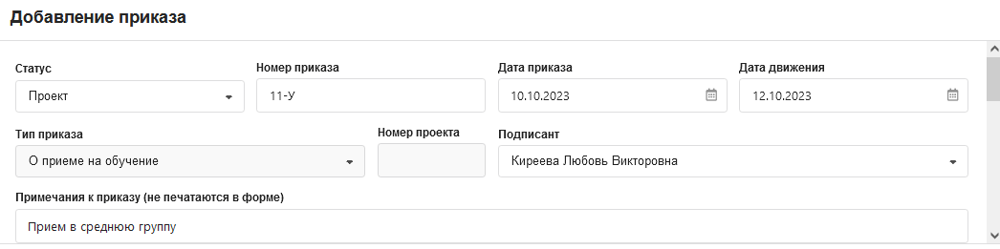 Добавление приказа
Статус Номер приказа Дата приказа Дата движения
Проект 11-У 10.10.2023 12.10.2023
Тип приказа Номер проекта Подписант
О приеме на обучение Киреева Любовь Викторовна
Примечания к приказу (не печатаются в форме)
Прием в среднюю группу